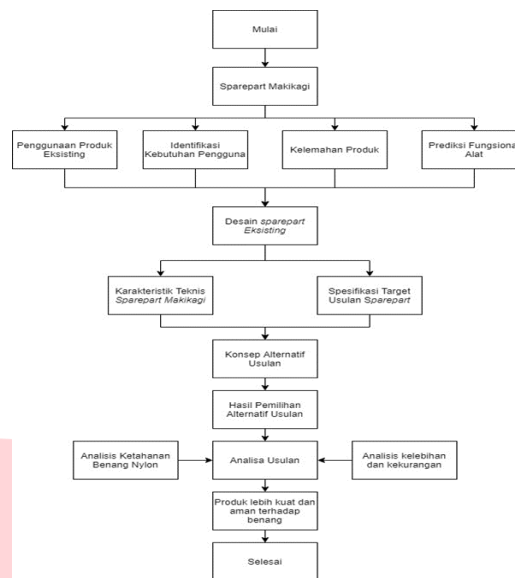 Mulai
Sparepart Makikagi
Penggunaan Produk
Eksisting
Identifikasi
Kebutuhan Pengguna
Kelemahan Produk
Prediksi Fungsional
Alat
Desain sparepart
Eksisting
Karakteristik Teknis
Sparepart Makikagi
Spesifikasi Target
Usulan Sparepart
Konsep Alternatif
Usulan
Hasil Pemilihan
Alternatif Usulan
Analisis Ketahanan
Benang Nylon
Analisa Usulan
Analisis kelebihan
dan kekurangan
Produk lebih kuat dan
aman terhadap
benang
Selesai